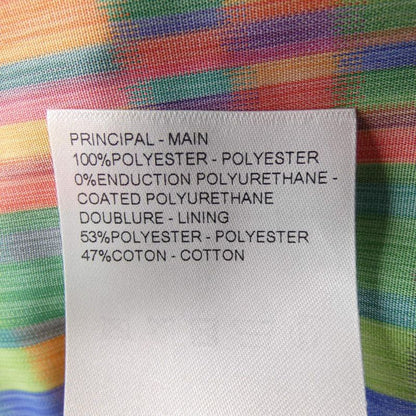 PRINCIPAL - MAIN
100%POLYESTER - POLYESTER
0%ENDUCTION POLYURETHANE -
COATED POLYURETHANE
DOUBLURE - LINING
53%POLYESTER - POLYESTER
47%COTON - COTTON